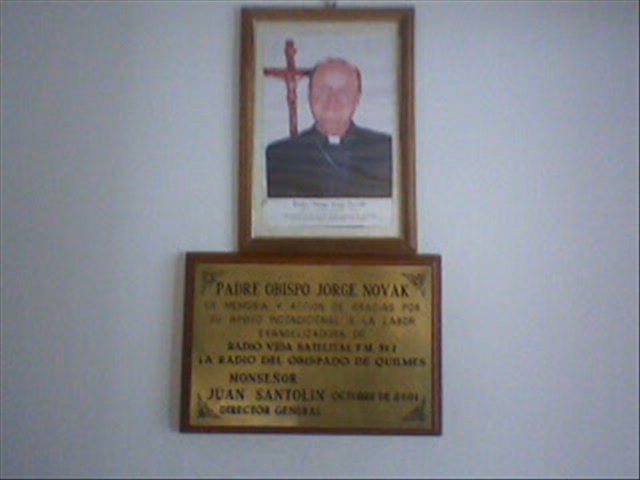 PADRE OBISPO JORGE NOVAK
EN MEMORIA Y ACCION DE GRACIAS POR
SU APOYO INCONDICIONAL A LA LABOR
EVANGELIZADORA DE
RADIO VIDA SATELITAL F.M.
LA RADIO DEL OBISPADO DE QUILMES
MONSEÑOR
JUAN SANTOLIN OCTUBRE DE 2001
DIRECTOR GENERAL